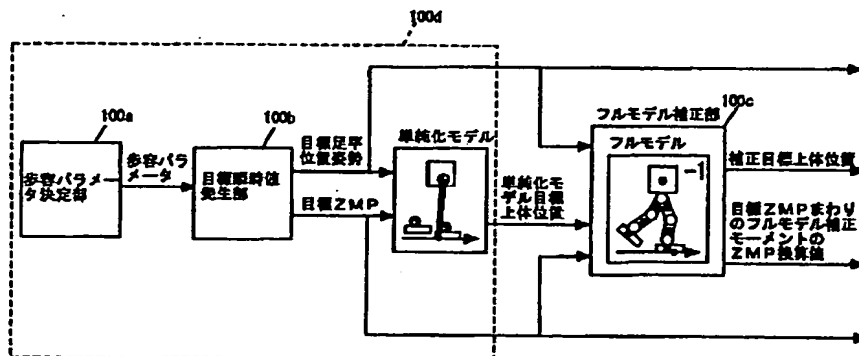 100d
100a
歩容パラメー
タ決定部
歩容パラ
メータ
100b
目標瞬時値
発生部
目標足平
位置姿勢
目標ZMP
単純化モデル
単純化モ
デル目標
上体位置
フルモデル補正部
100c
フルモデル
-1
補正目標上体位置
目標ZMPまわり
のフルモデル補正
モーメントの
ZMP換算値